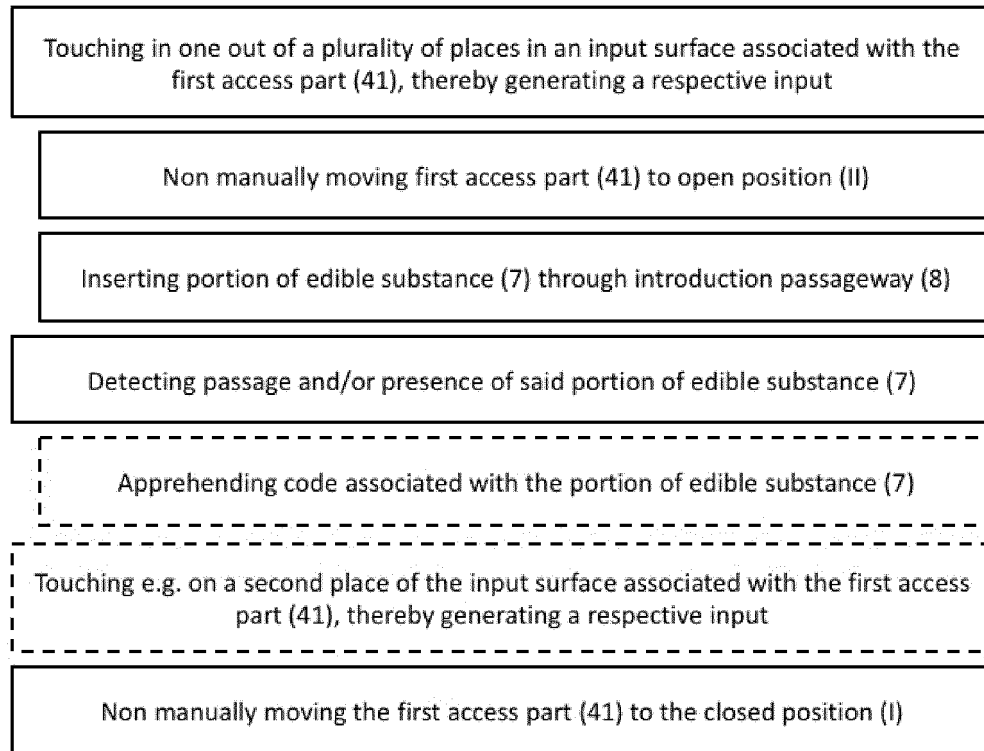 Touching in one out of a plurality of places in an input surface associated with the
first access part (41), thereby generating a respective input
Non manually moving first access part (41) to open position (II)
Inserting portion of edible substance (7) through introduction passageway (8)
Detecting passage and/or presence of said portion of edible substance (7)
Apprehending code associated with the portion of edible substance (7)
Touching e.g. on a second place of the input surface associated with the first access
part (41), thereby generating a respective input
Non manually moving the first access part (41) to the closed position (I)